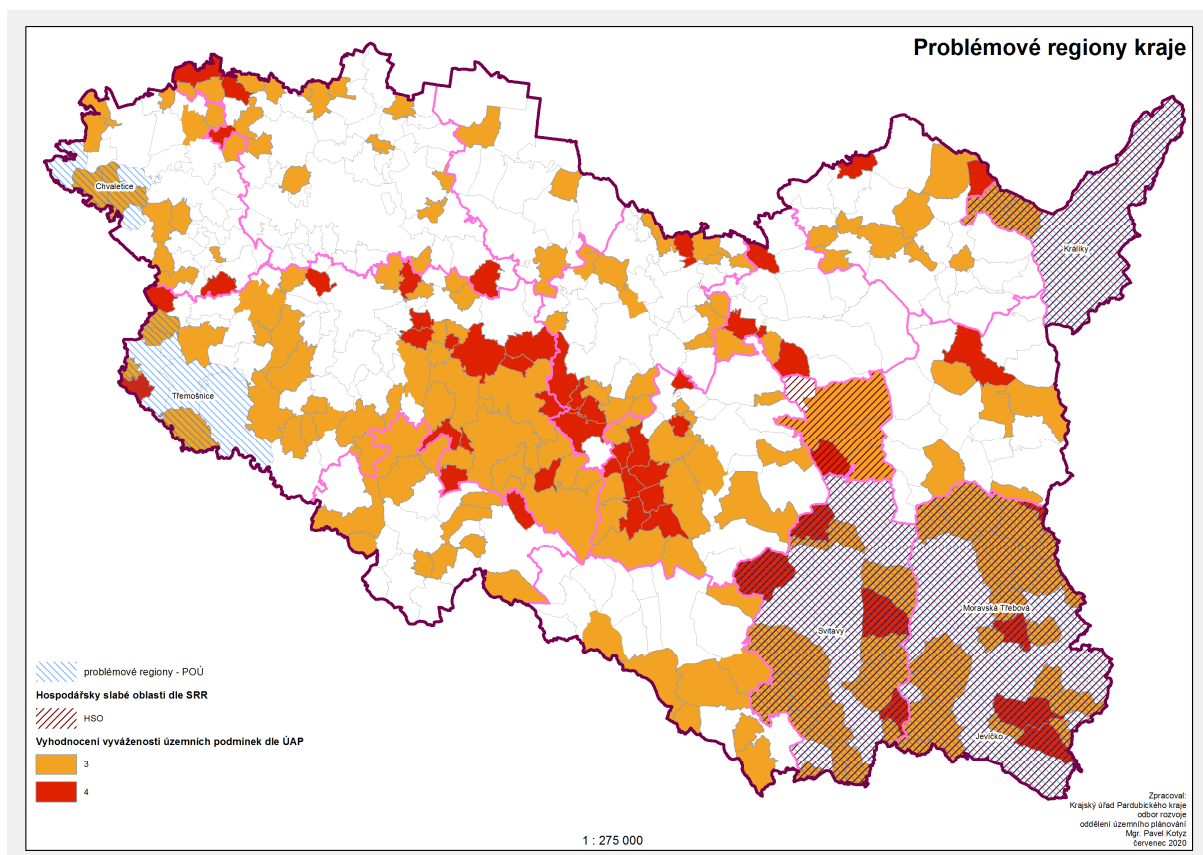 Problémové regiony kraje
Chvaletice
Králíky
Třemošnice
Moravská Třebová
Svitavy
Jevíčko
problémové regiony - POÚ
Hospodářsky slabé oblasti dle SRR
HSO
Vyhodnocení vyváženosti územních podmínek dle ÚAP
3
4
1 : 275 000
Zpracoval:
Krajský úřad Pardubického kraje
odbor rozvoje
oddělení územního plánování
Mgr. Pavel Kotyz
červenec 2020